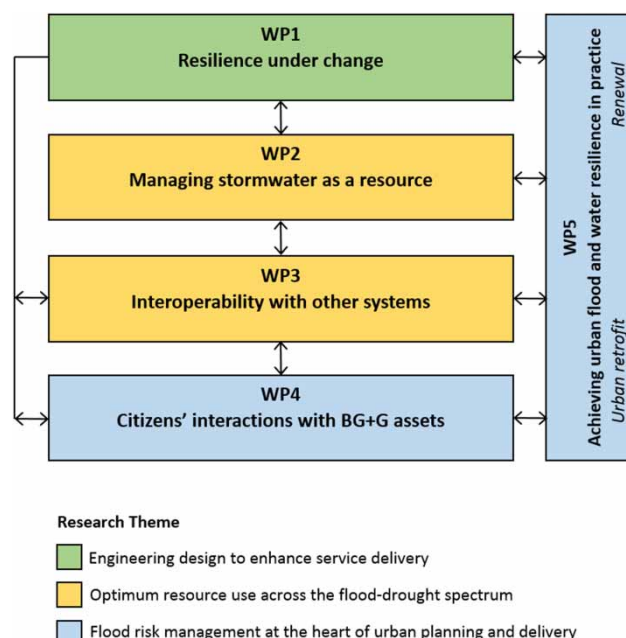 WP1
Resilience under change
WP2
Managing stormwater as a resource
WP3
Interoperability with other systems
WP4
Citizens’ interactions with BG+G assets
WP5
Achieving urban flood and water resilience in practice
Urban retrofit
Renewal
Research Theme
Engineering design to enhance service delivery
Optimum resource use across the flood-drought spectrum
Flood risk management at the heart of urban planning and delivery